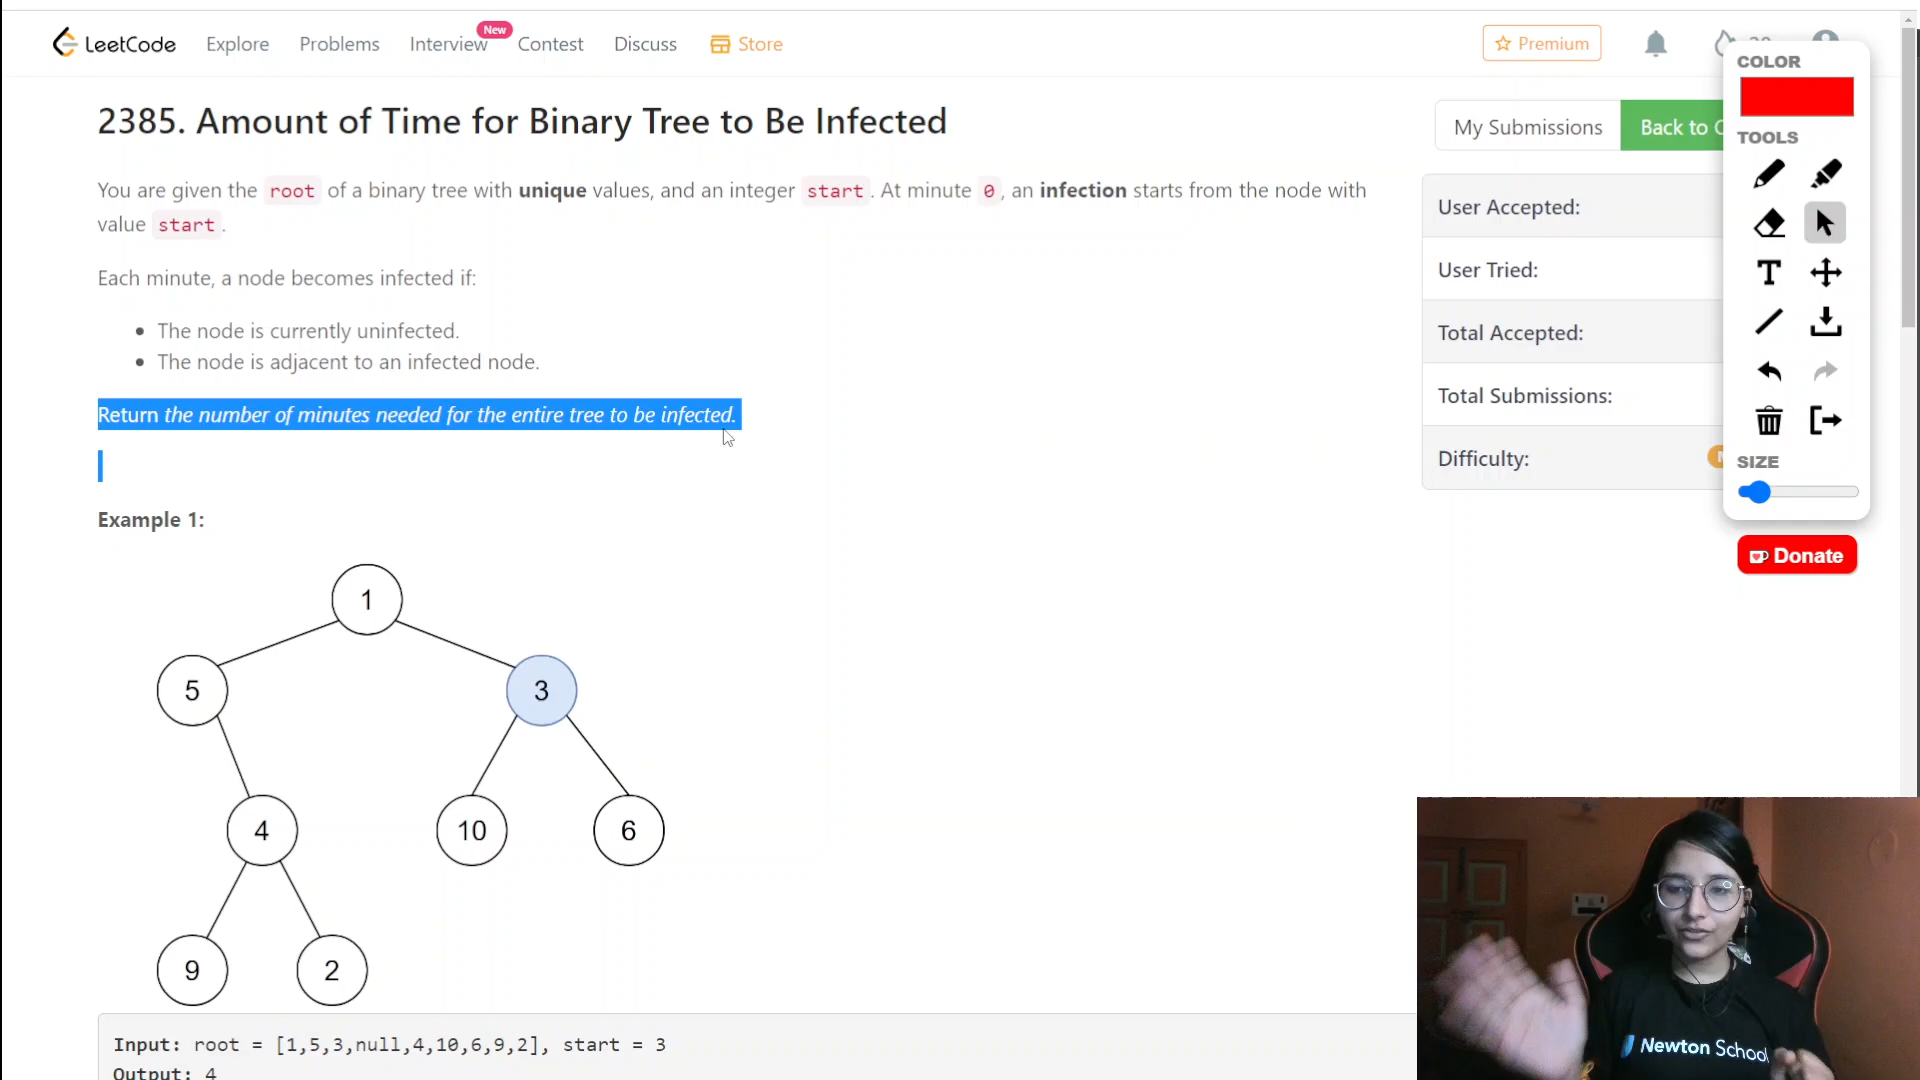 LeetCode Explore Problems Interview New Contest Discuss Store Premium
2385. Amount of Time for Binary Tree to Be Infected
My Submissions Back to
You are given the root of a binary tree with unique values, and an integer start. At minute 0, an infection starts from the node with
value start.
Each minute, a node becomes infected if:
• The node is currently uninfected.
• The node is adjacent to an infected node.
Return the number of minutes needed for the entire tree to be infected.
Example 1:
1
5 3
4 10 6
9 2
Input: root = [1,5,3,null,4,10,6,9,2], start = 3
Output: 4
User Accepted:
User Tried:
Total Accepted:
Total Submissions:
Difficulty:
COLOR
TOOLS
T
SIZE
Donate
Newton School